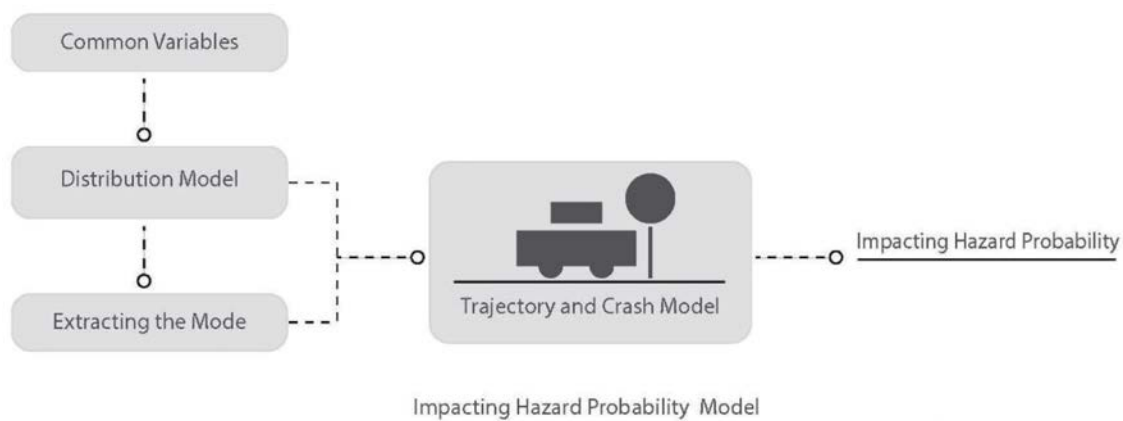 Common Variables
Distribution Model
Extracting the Mode
Trajectory and Crash Model
Impacting Hazard Probability
Impacting Hazard Probability Model